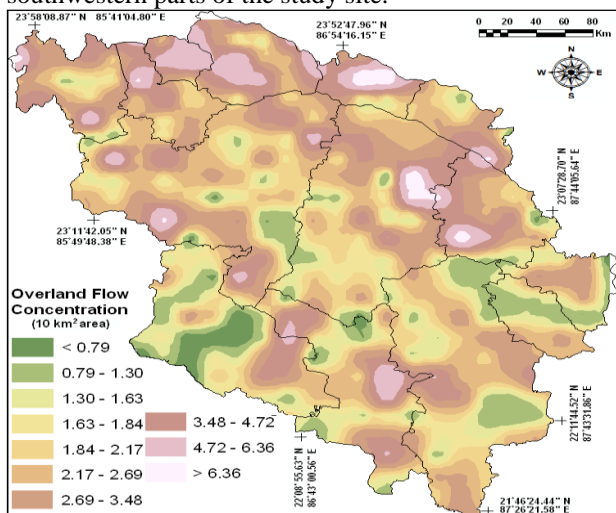 southwestern parts of the study site.
23°58'08.87" N
85°41'04.80" E
23°52'47.96" N
86°54'16.15" E
0 20 40 60 80
Km
N
W E
S
23°07'28.70" N
87°44'05.64" E
23°11'42.05" N
85°49'48.38" E
Overland Flow
Concentration
(10 km² area)
< 0.79
0.79 - 1.30
1.30 - 1.63
1.63 - 1.84
1.84 - 2.17
2.17 - 2.69
2.69 - 3.48
3.48 - 4.72
4.72 - 6.36
> 6.36
22°11'44.52" N
87°43'31.86" E
22°08'55.63" N
86°43'00.56" E
21°46'24.44" N
87°26'21.58" E